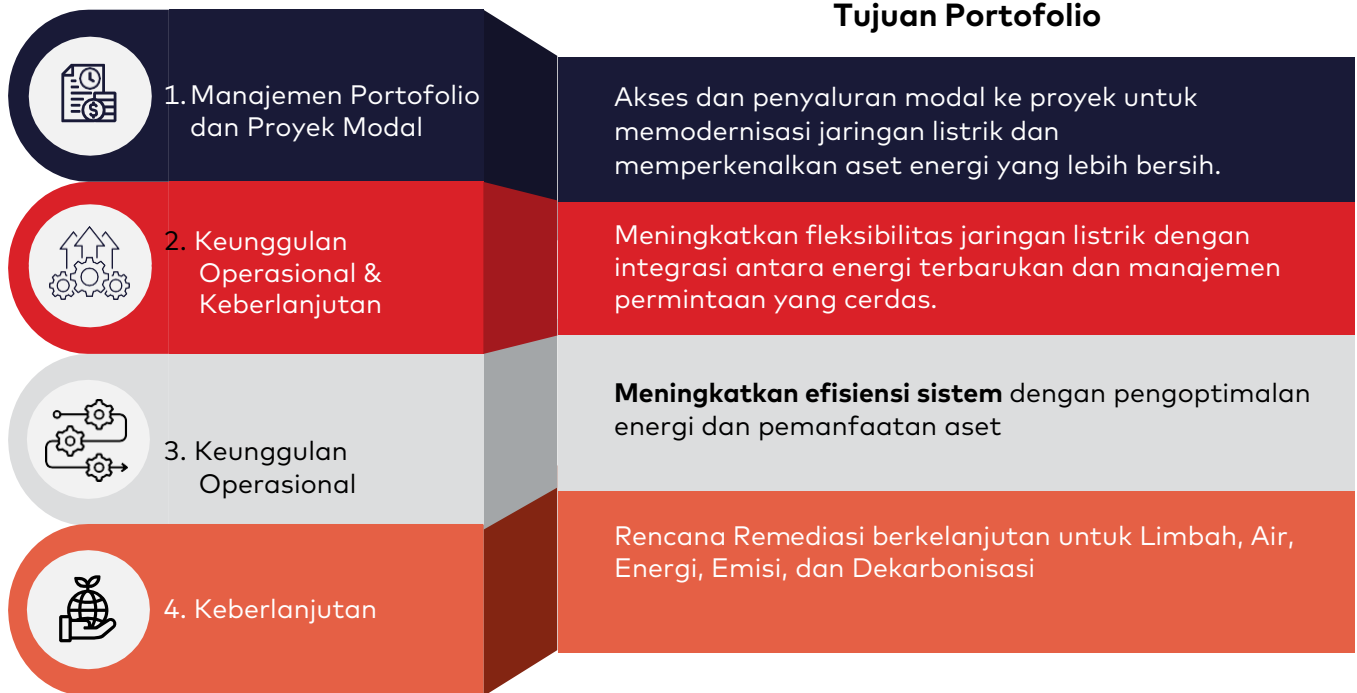 Tujuan Portofolio
1. Manajemen Portofolio
dan Proyek Modal
Akses dan penyaluran modal ke proyek untuk
memodernisasi jaringan listrik dan
memperkenalkan aset energi yang lebih bersih.
2. Keunggulan
Operasional &
Keberlanjutan
Meningkatkan fleksibilitas jaringan listrik dengan
integrasi antara energi terbarukan dan manajemen
permintaan yang cerdas.
3. Keunggulan
Operasional
Meningkatkan efisiensi sistem dengan pengoptimalan
energi dan pemanfaatan aset
4. Keberlanjutan
Rencana Remediasi berkelanjutan untuk Limbah, Air,
Energi, Emisi, dan Dekarbonisasi